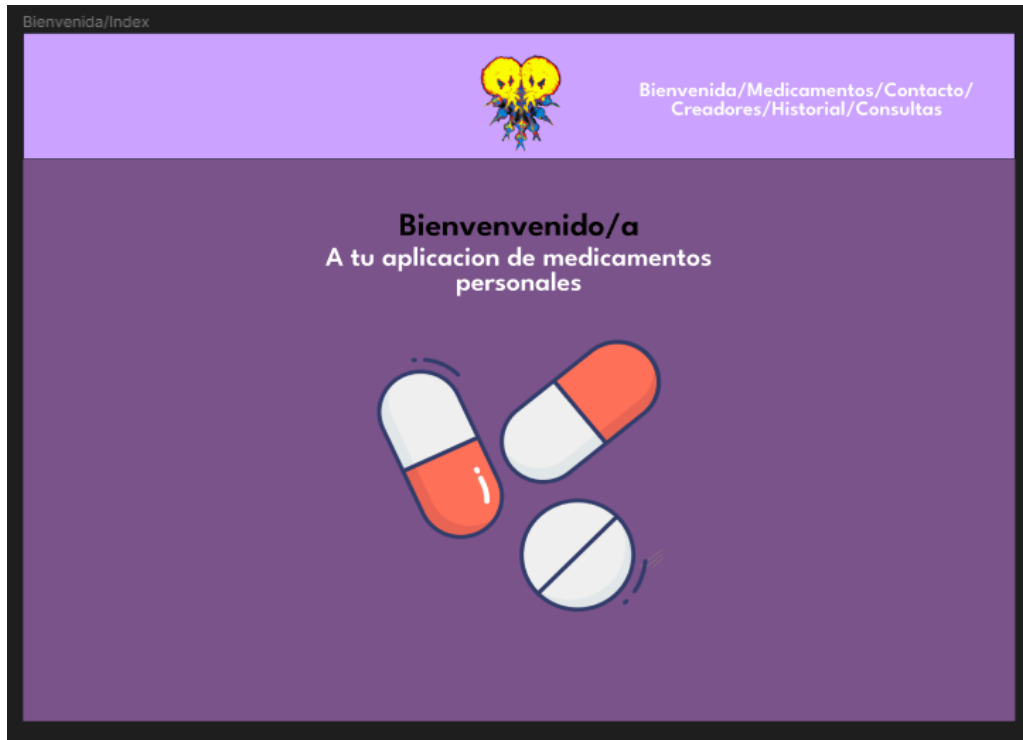 Bienvenida/Index
Bienvenida/Medicamentos/Contacto/
Creadores/Historial/Consultas
Bienvenvenido/a
A tu aplicacion de medicamentos
personales